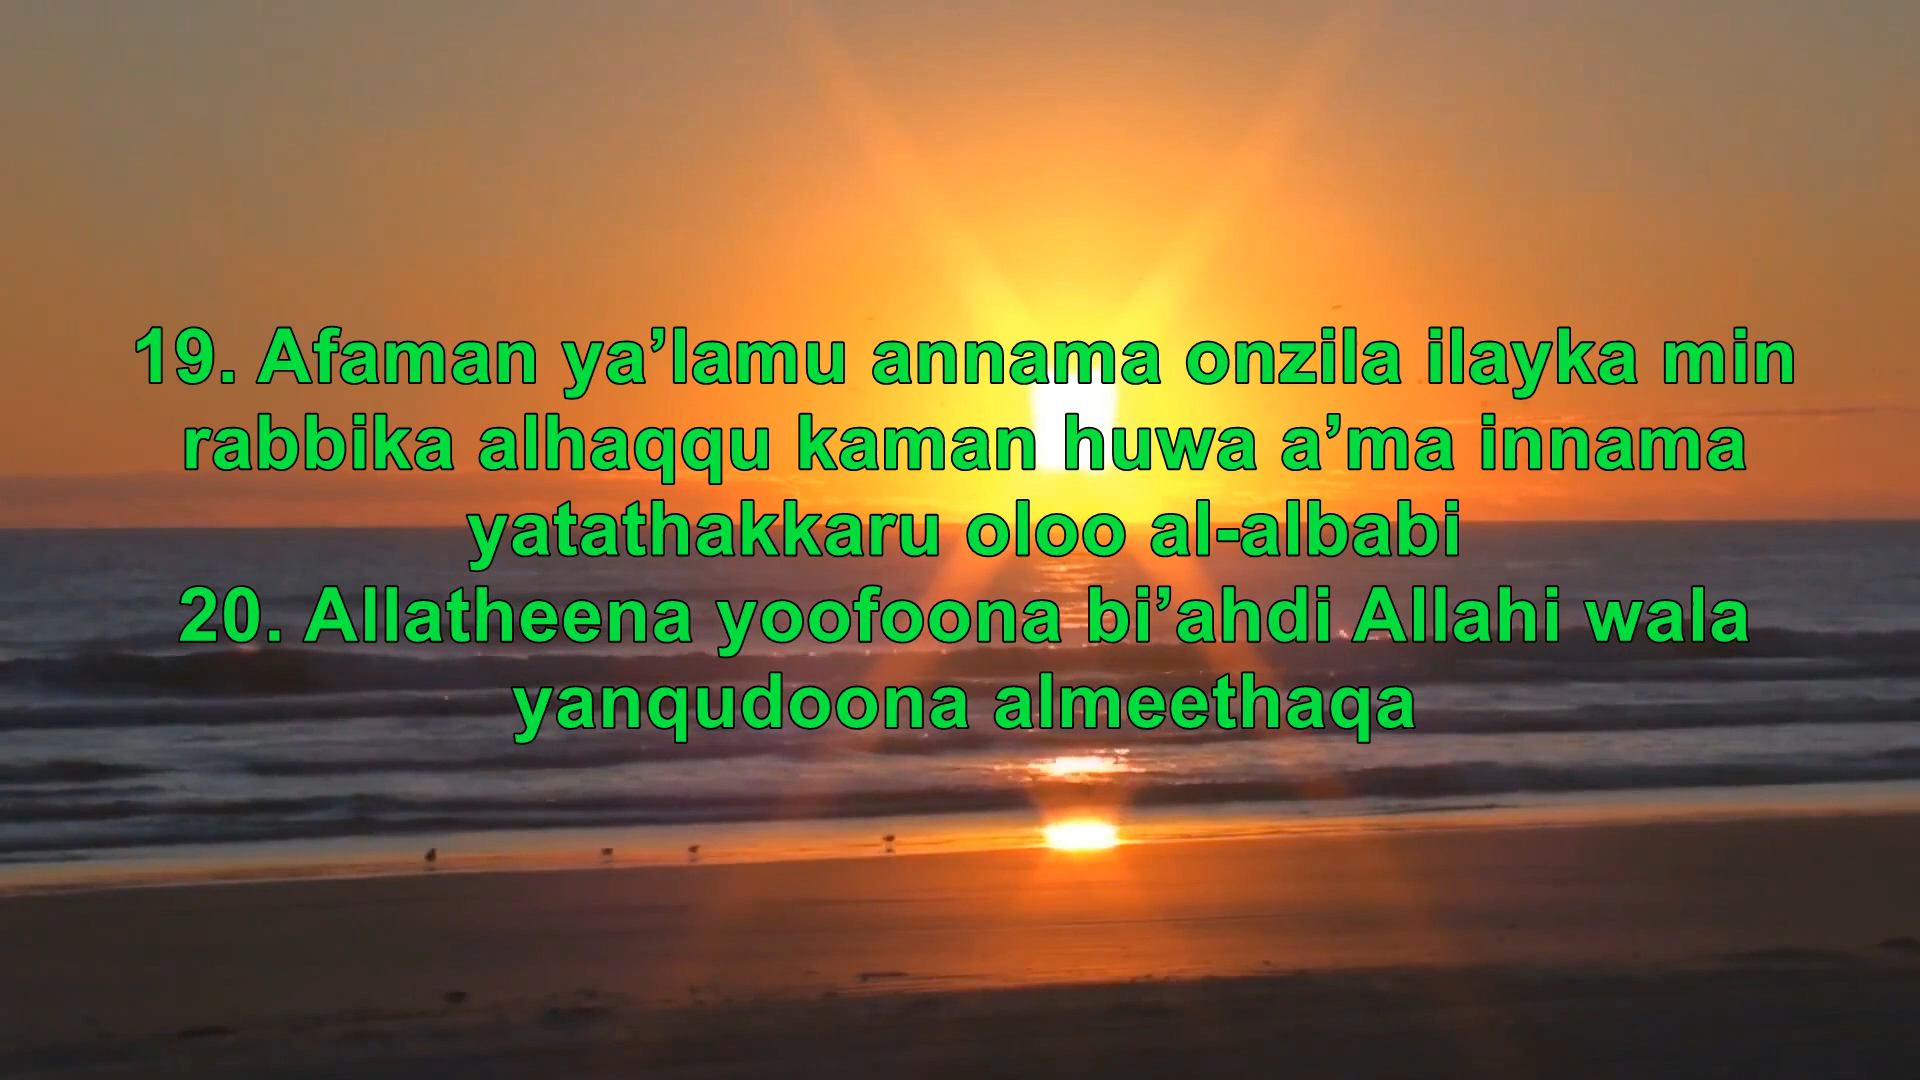 19. Afaman ya’lamu annama onzila ilayka min
rabbika alhaqqu kaman huwa a’ma innama
yatathakkaru oloo al-albabi
20. Allatheena yoofoona bi’ahdi Allahi wala
yanqudoona almeethaqa